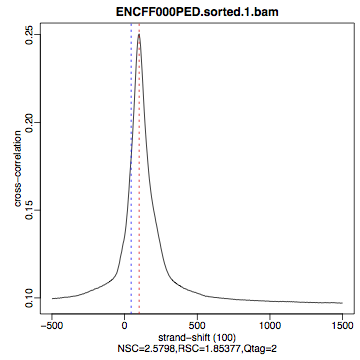 ENCFF000PED.sorted.1.bam
cross−correlation
0.25
0.20
0.15
0.10
−500 0 500 1000 1500
strand−shift (100)
NSC=2.5798,RSC=1.85377,Qtag=2